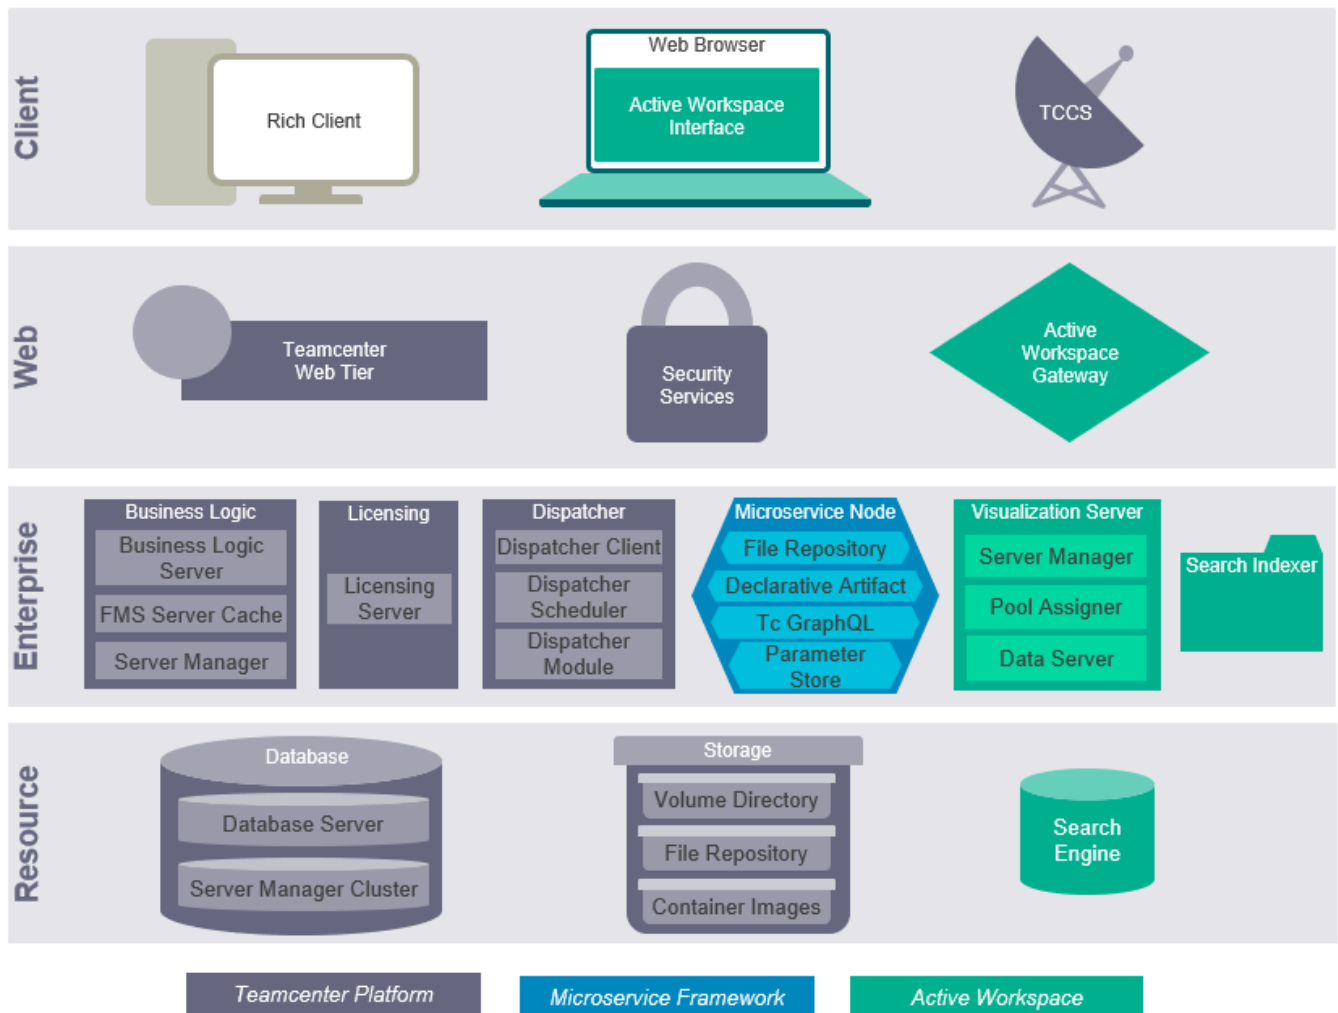 Client
Rich Client
Web Browser
Active Workspace
Interface
TCCS
Web
Teamcenter
Web Tier
Security
Services
Active
Workspace
Gateway
Enterprise
Business Logic
Business Logic
Server
FMS Server Cache
Server Manager
Licensing
Licensing
Server
Dispatcher
Dispatcher Client
Dispatcher
Scheduler
Dispatcher
Module
Microservice Node
File Repository
Declarative Artifact
Tc GraphQL
Parameter
Store
Visualization Server
Server Manager
Pool Assigner
Data Server
Search Indexer
Resource
Database
Database Server
Server Manager Cluster
Storage
Volume Directory
File Repository
Container Images
Search
Engine
Teamcenter Platform
Microservice Framework
Active Workspace